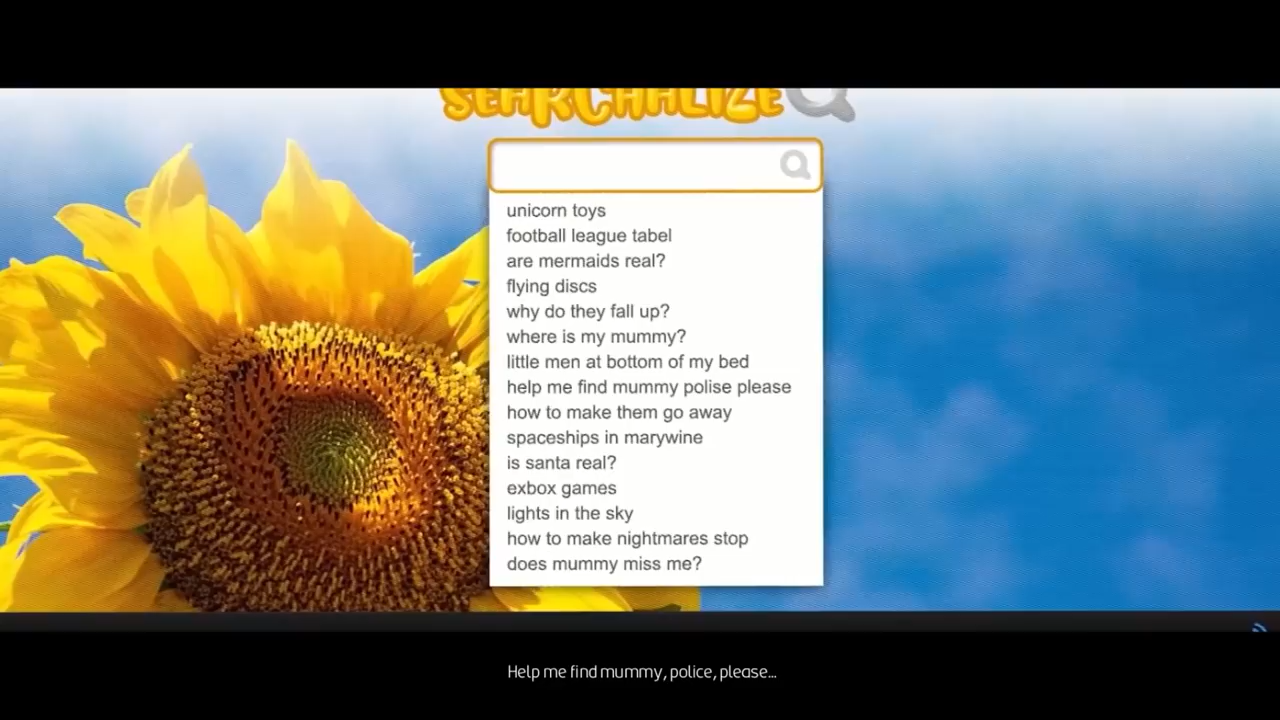 SEARCHALIZE
unicorn toys
football league tabel
are mermaids real?
flying discs
why do they fall up?
where is my mummy?
little men at bottom of my bed
help me find mummy polise please
how to make them go away
spaceships in marywine
is santa real?
exbox games
lights in the sky
how to make nightmares stop
does mummy miss me?
Help me find mummy, police, please...